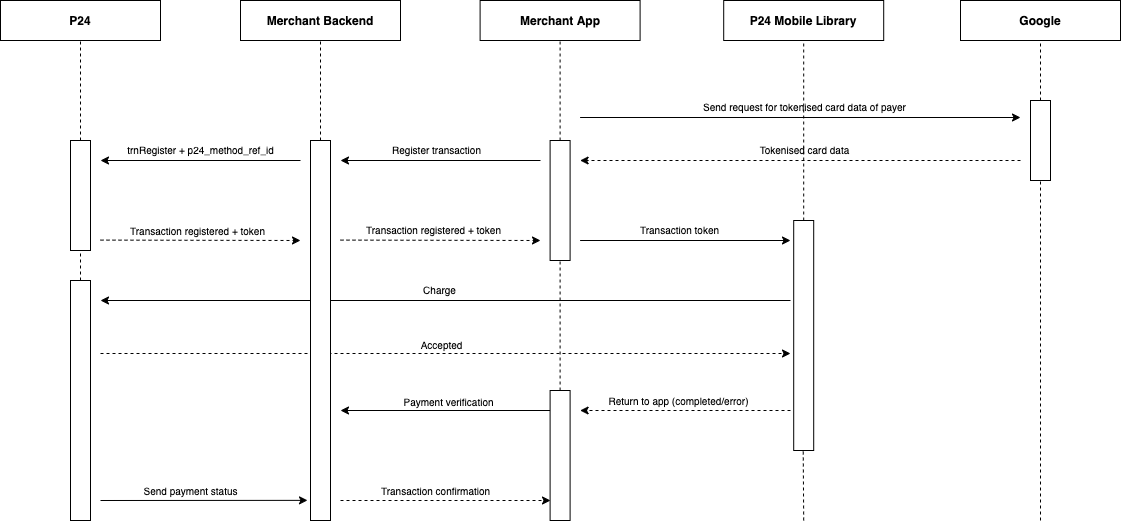 P24
Merchant Backend
Merchant App
P24 Mobile Library
Google
Send request for tokenised card data of payer
trnRegister + p24_method_ref_id
Register transaction
Tokenised card data
Transaction registered + token
Transaction registered + token
Transaction token
Charge
Accepted
Payment verification
Return to app (completed/error)
Send payment status
Transaction confirmation